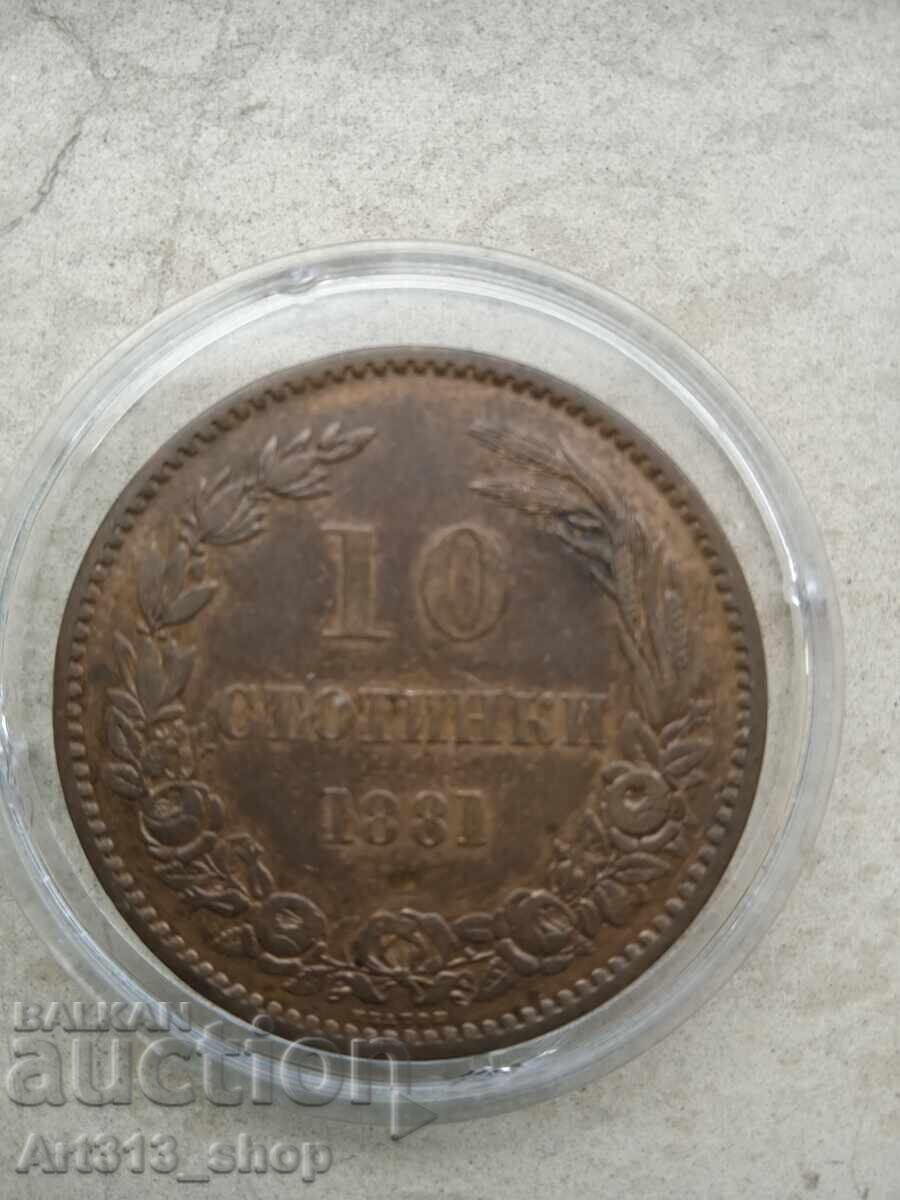 10
СТОТИНКИ
1881
BALKAN
auction
Art313_shop